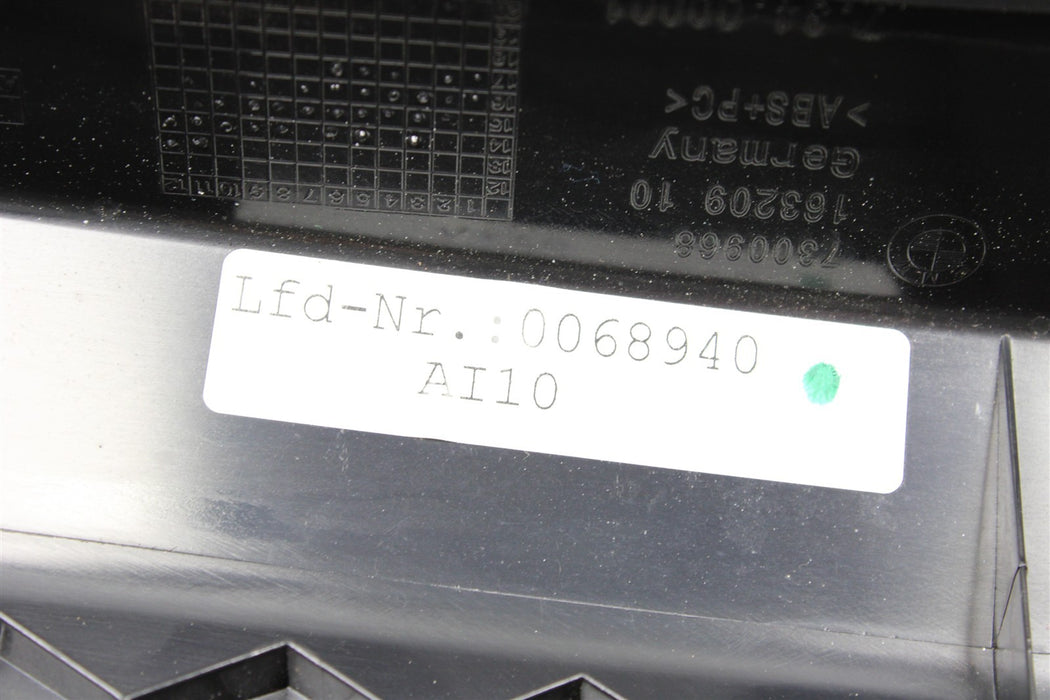 Lfd-Nr.:0068940
AI10
7300968
163209 10
Germany
>ABS+PC<